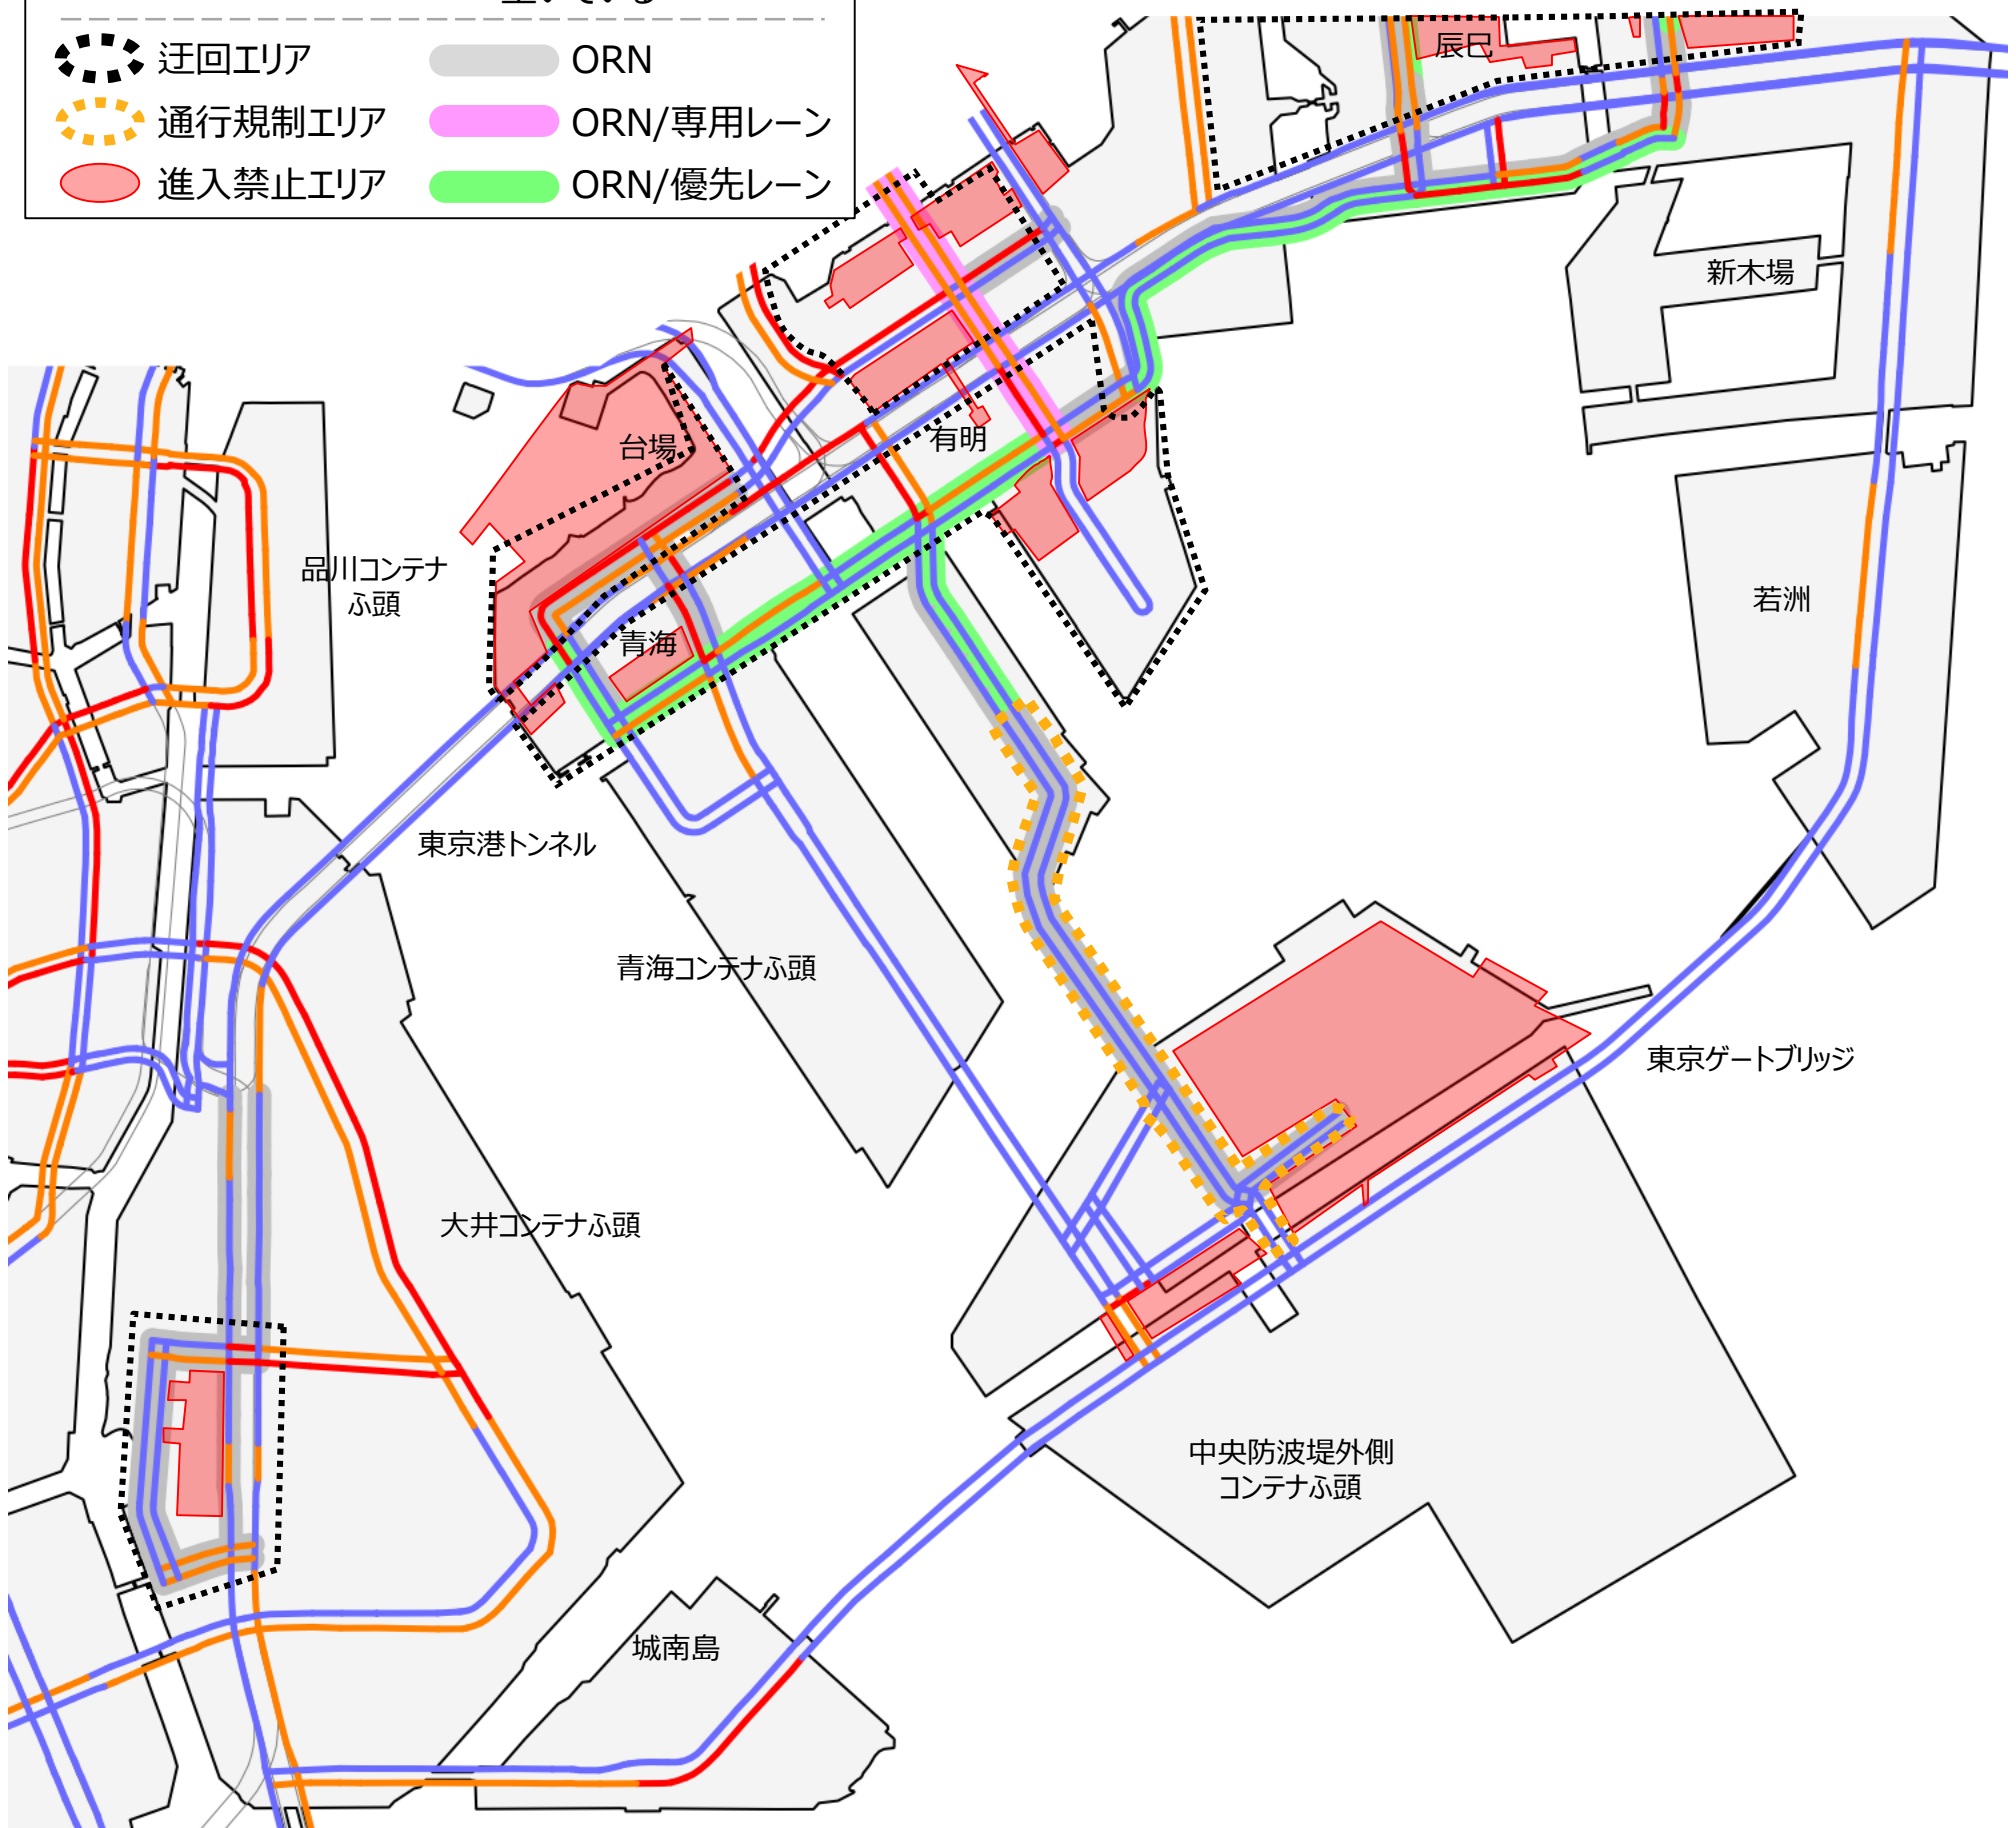 空いている
迂回エリア
ORN
通行規制エリア
ORN/専用レーン
進入禁止エリア
ORN/優先レーン
辰巳
新木場
台場
有明
品川コンテナ
ふ頭
若洲
青海
東京港トンネル
青海コンテナふ頭
東京ゲートブリッジ
大井コンテナふ頭
中央防波堤外側
コンテナふ頭
城南島